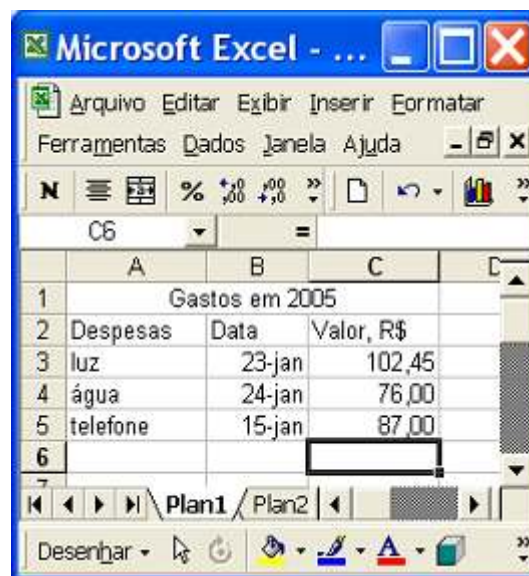 Microsoft Excel - ...
Arquivo Editar Exibir Inserir Formatar
Ferramentas Dados Janela Ajuda
N %
C6 =
A B C D
1 Gastos em 2005
2 Despesas Data Valor, R$
3 luz 23-jan 102,45
4 água 24-jan 76,00
5 telefone 15-jan 87,00
6
Plan1 Plan2
Desenhar A